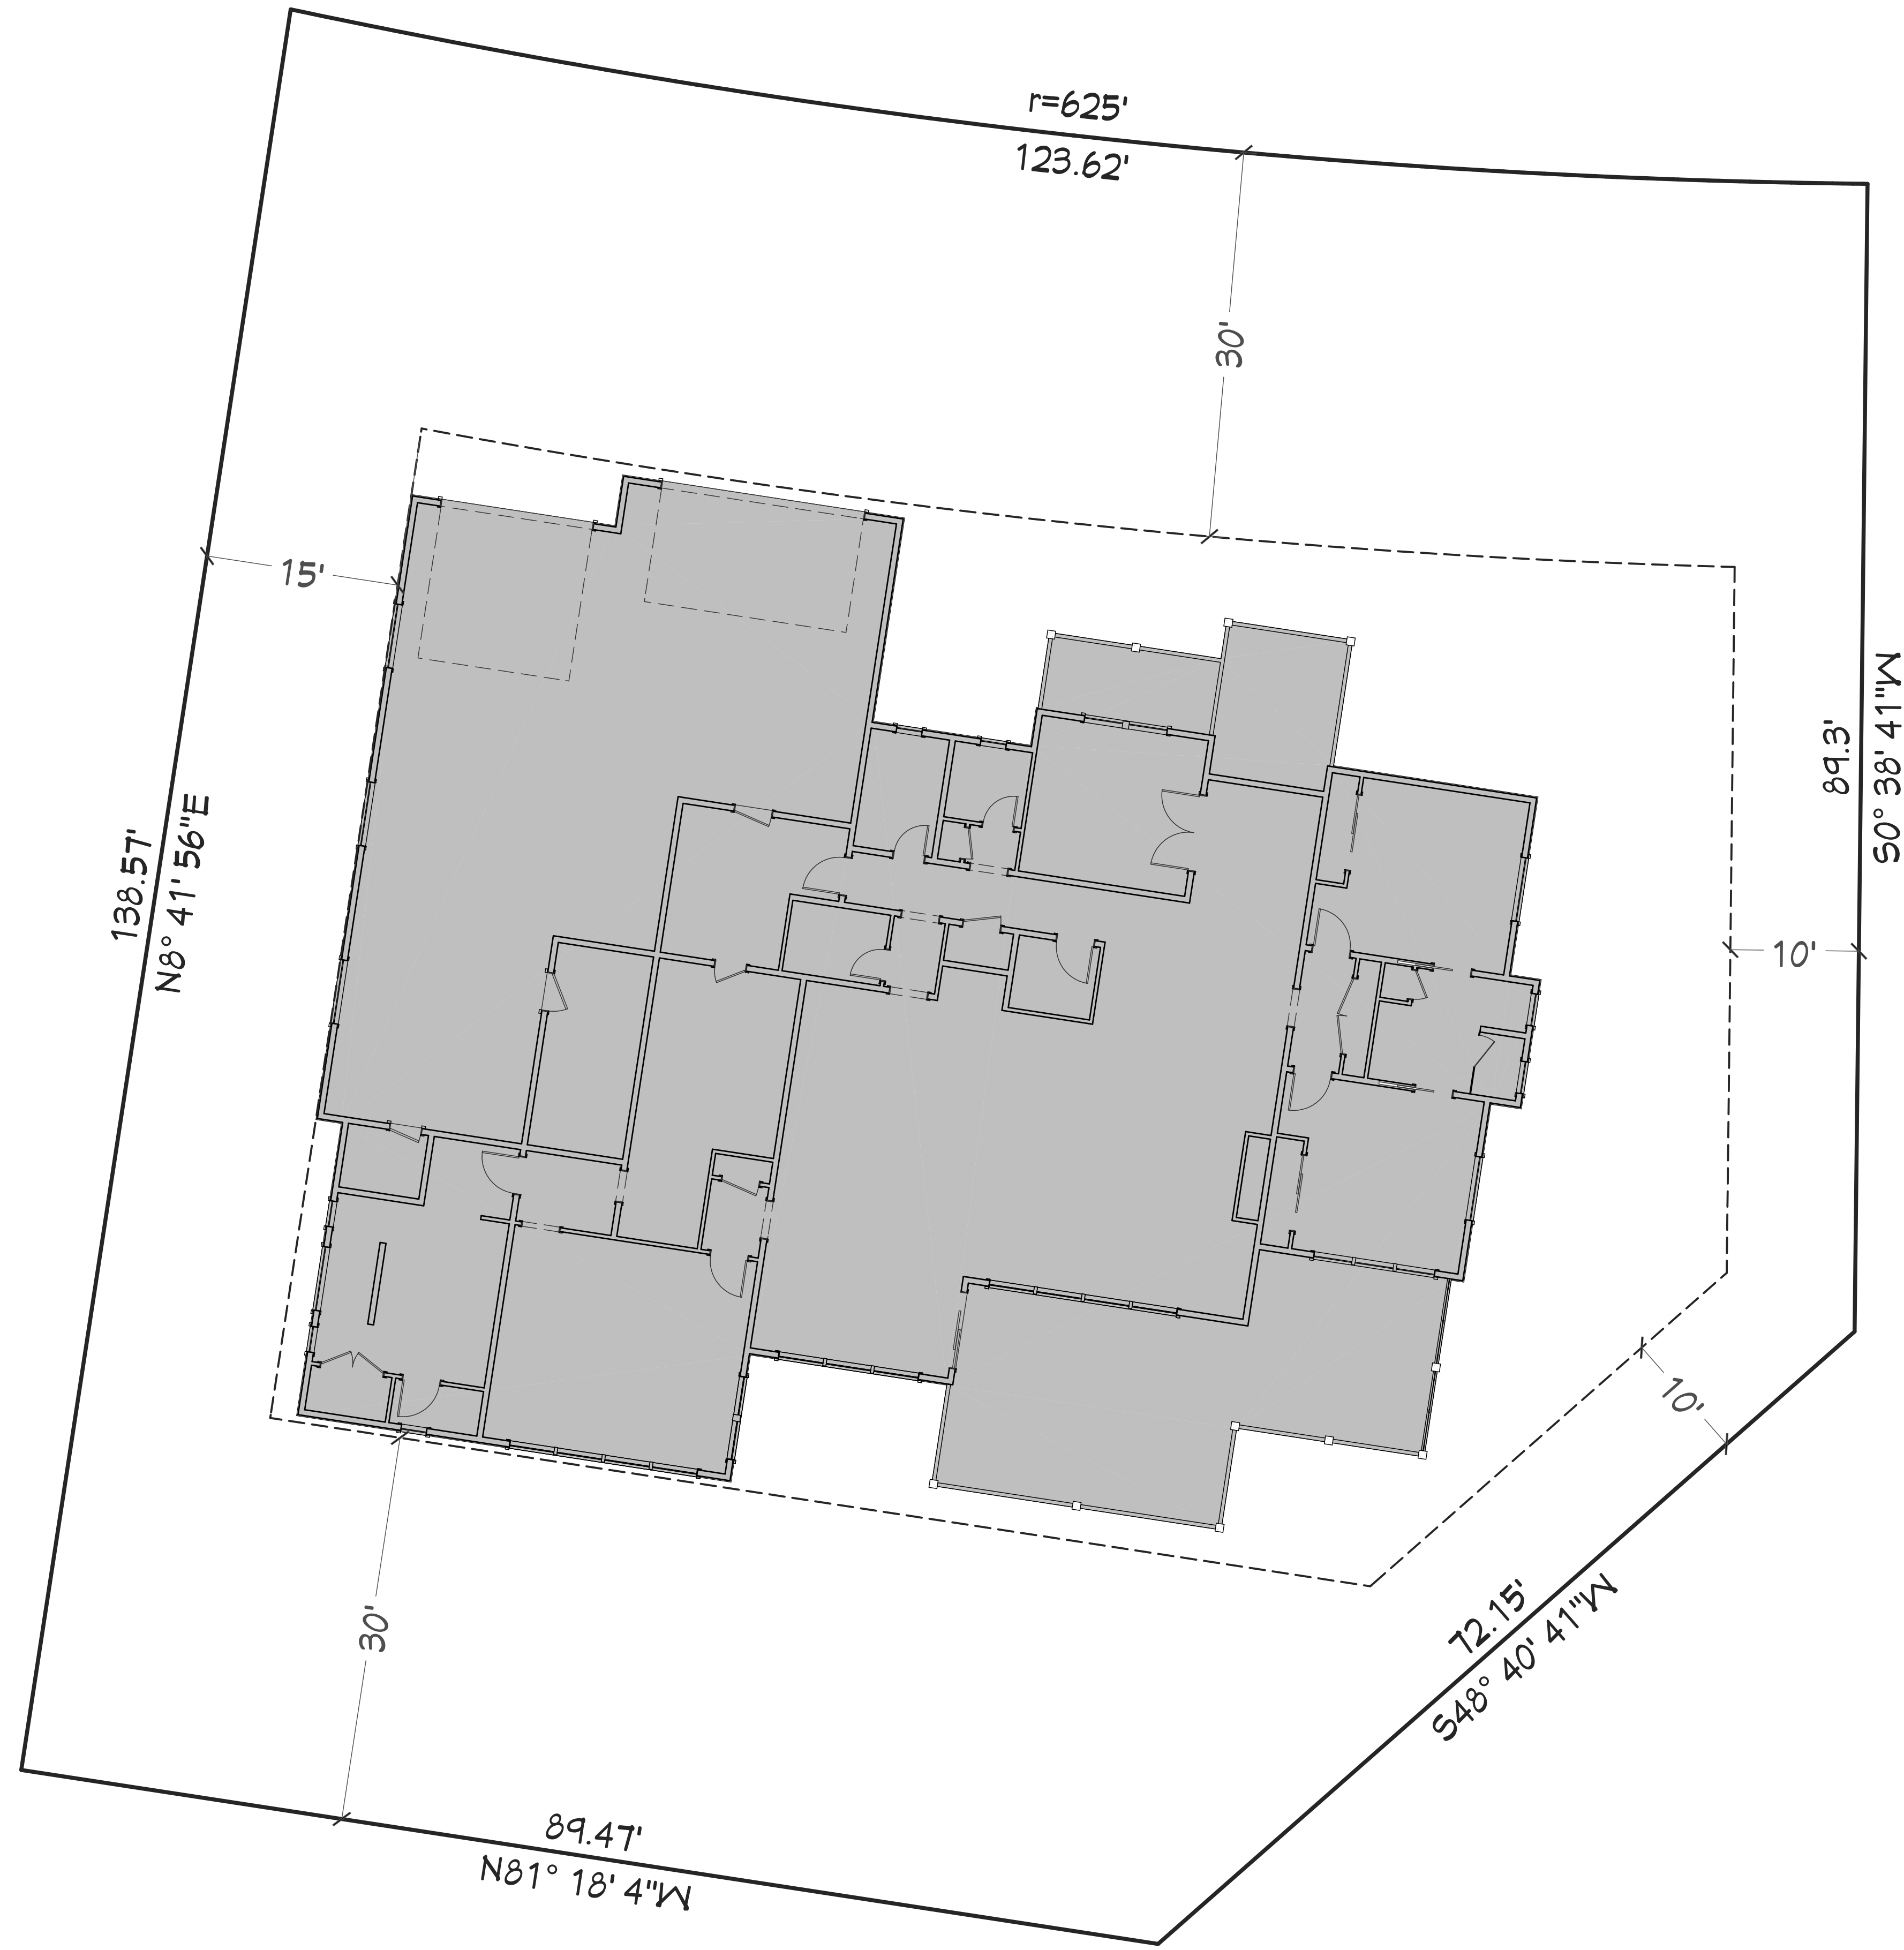 r=625'
123.62'
30'
15'
89.3'
S0° 38' 41"W
138.57'
N8° 41' 56"E
10'
10'
72.15'
S48° 40' 41"W
30'
89.47'
N81° 18' 4"W